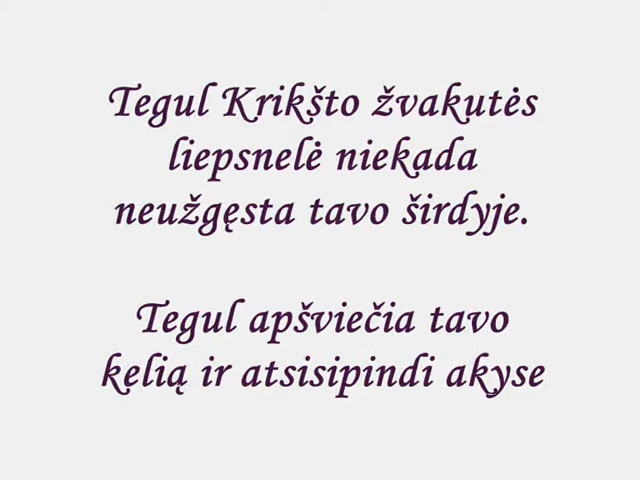 Tegul Krikšto žvakutės
liepsnelė niekada
neužgęsta tavo širdyje.
Tegul apšviečia tavo
kelią ir atsisipindi akyse